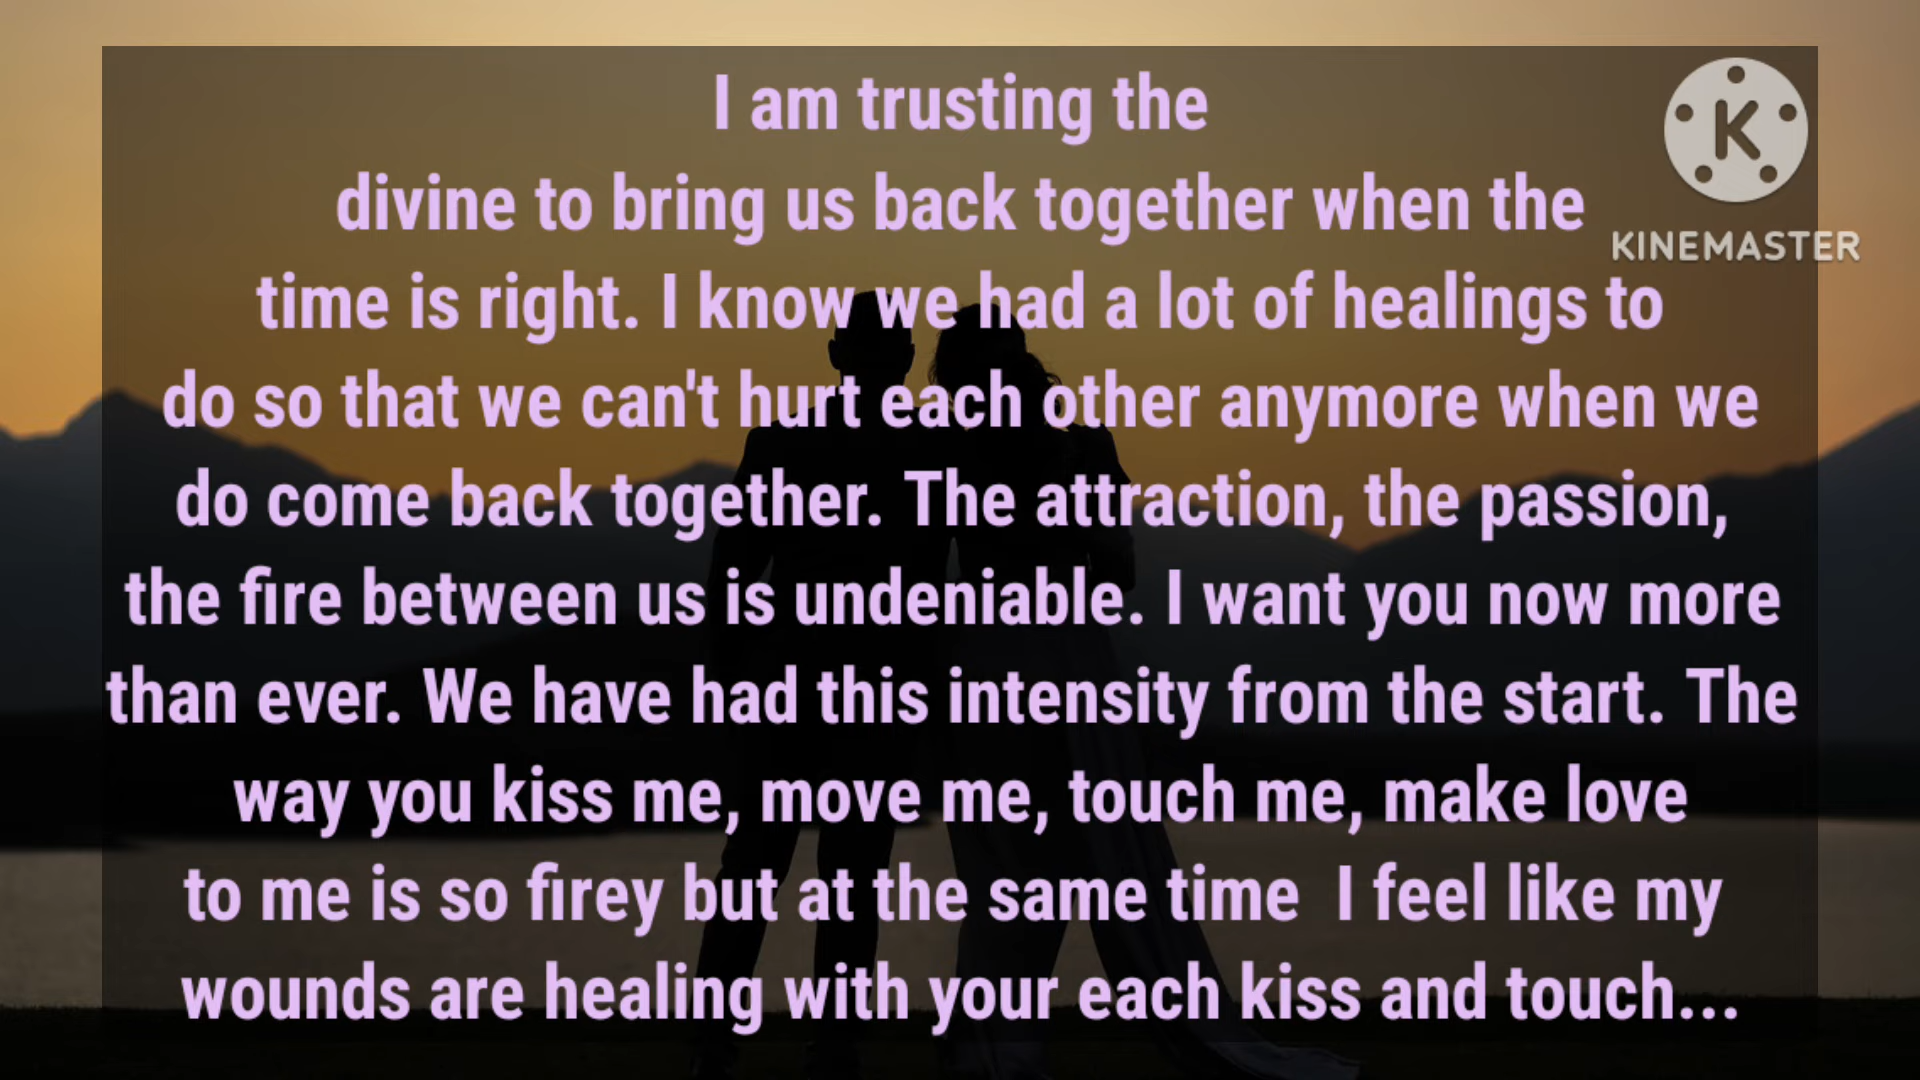 I am trusting the
divine to bring us back together when the
time is right. I know we had a lot of healings to
do so that we can't hurt each other anymore when we
do come back together. The attraction, the passion,
the fire between us is undeniable. I want you now more
than ever. We have had this intensity from the start. The
way you kiss me, move me, touch me, make love
to me is so firey but at the same time  I feel like my
wounds are healing with your each kiss and touch...
K
KINEMASTER